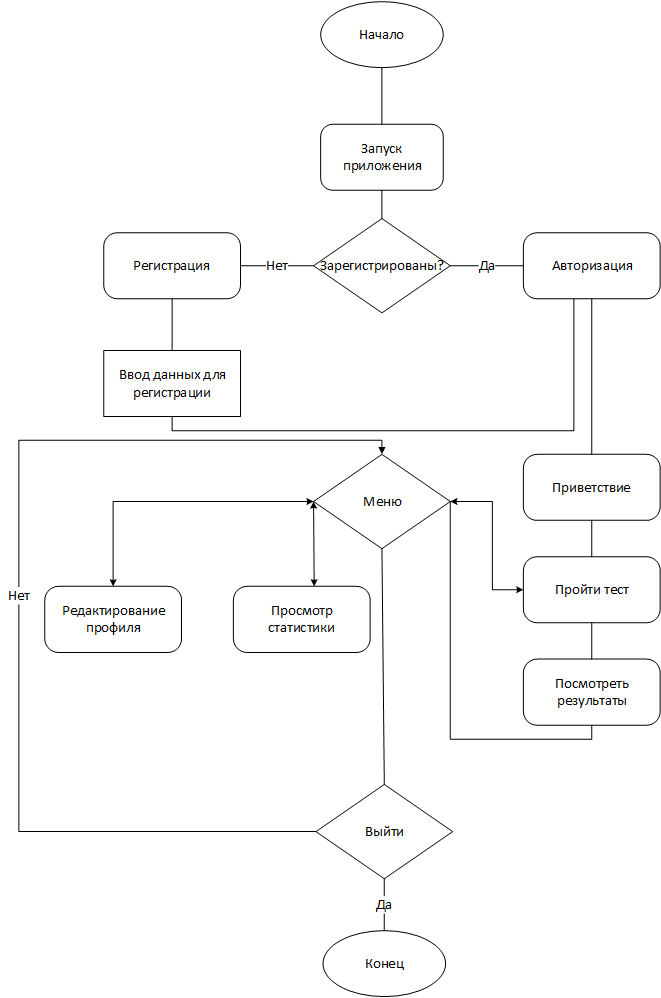 Начало
Запуск
приложения
Регистрация
Нет
Зарегистрированы?
Да
Авторизация
Ввод данных для
регистрации
Меню
Приветствие
Нет
Редактирование
профиля
Просмотр
статистики
Пройти тест
Посмотреть
результаты
Выйти
Да
Конец